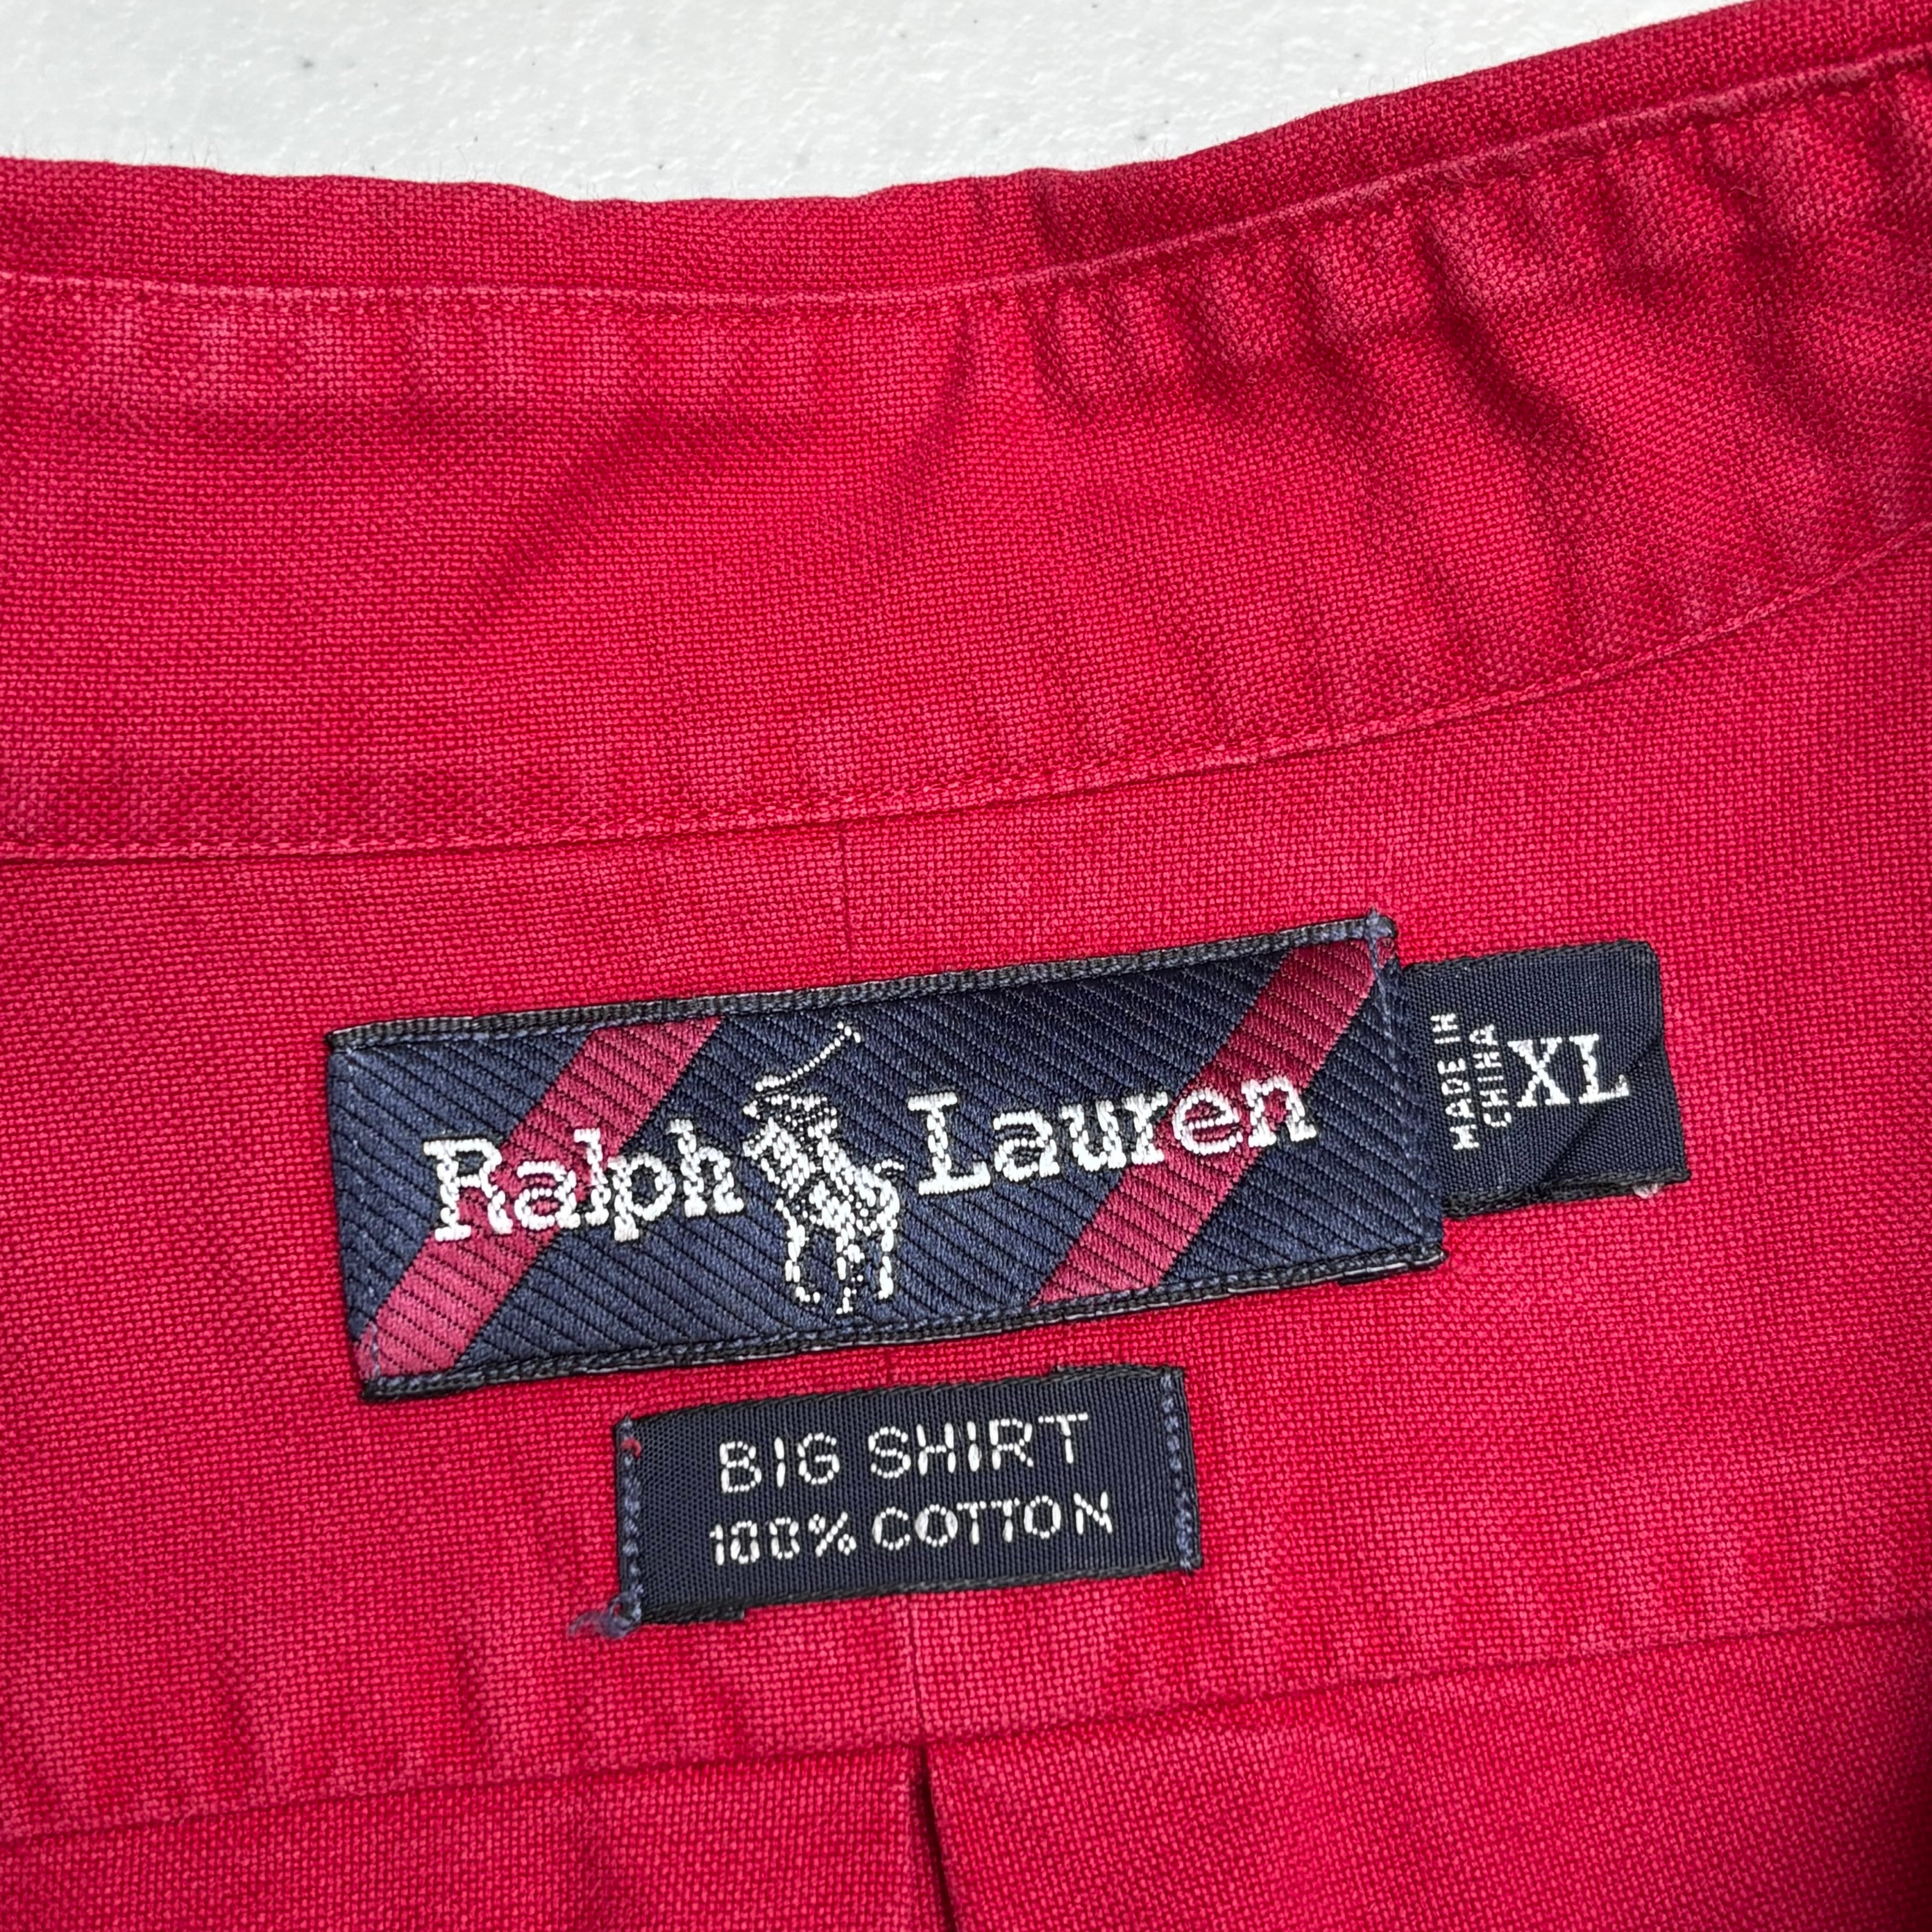 Ralph Lauren
MADE IN
CHINA
XL
BIG SHIRT
100% COTTON